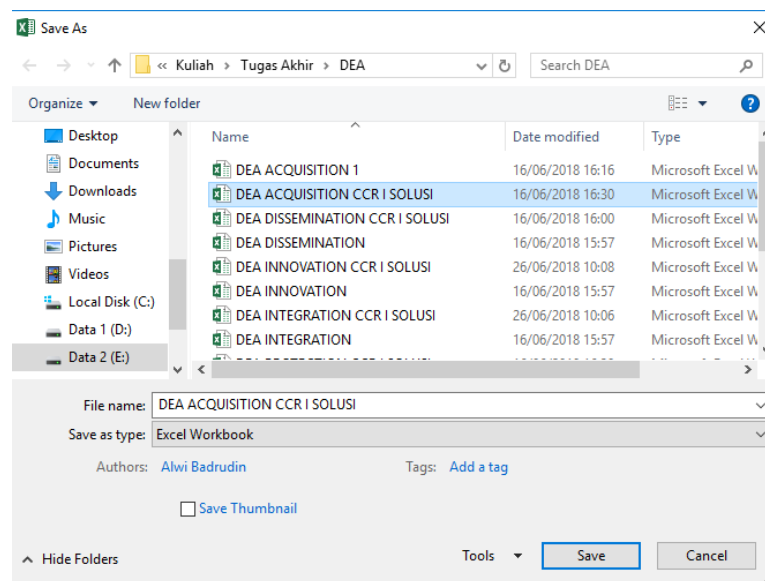 Save As
« Kuliah › Tugas Akhir › DEA
Search DEA
Organize
New folder
Desktop
Documents
Downloads
Music
Pictures
Videos
Local Disk (C:)
Data 1 (D:)
Data 2 (E:)
Name Date modified Type
DEA ACQUISITION 1 16/06/2018 16:16 Microsoft Excel W
DEA ACQUISITION CCR I SOLUSI 16/06/2018 16:30 Microsoft Excel W
DEA DISSEMINATION CCR I SOLUSI 16/06/2018 16:00 Microsoft Excel W
DEA DISSEMINATION 16/06/2018 15:57 Microsoft Excel W
DEA INNOVATION CCR I SOLUSI 26/06/2018 10:08 Microsoft Excel W
DEA INNOVATION 16/06/2018 15:57 Microsoft Excel W
DEA INTEGRATION CCR I SOLUSI 26/06/2018 10:06 Microsoft Excel W
DEA INTEGRATION 16/06/2018 15:57 Microsoft Excel W
File name: DEA ACQUISITION CCR I SOLUSI
Save as type: Excel Workbook
Authors: Alwi Badrudin Tags: Add a tag
Save Thumbnail
Hide Folders Tools Save Cancel